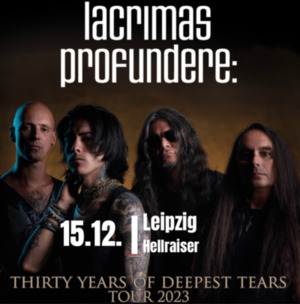 lacrimas
profundere:
15.12.
Leipzig
Hellraiser
THIRTY YEARS OF DEEPEST TEARS
TOUR 2023